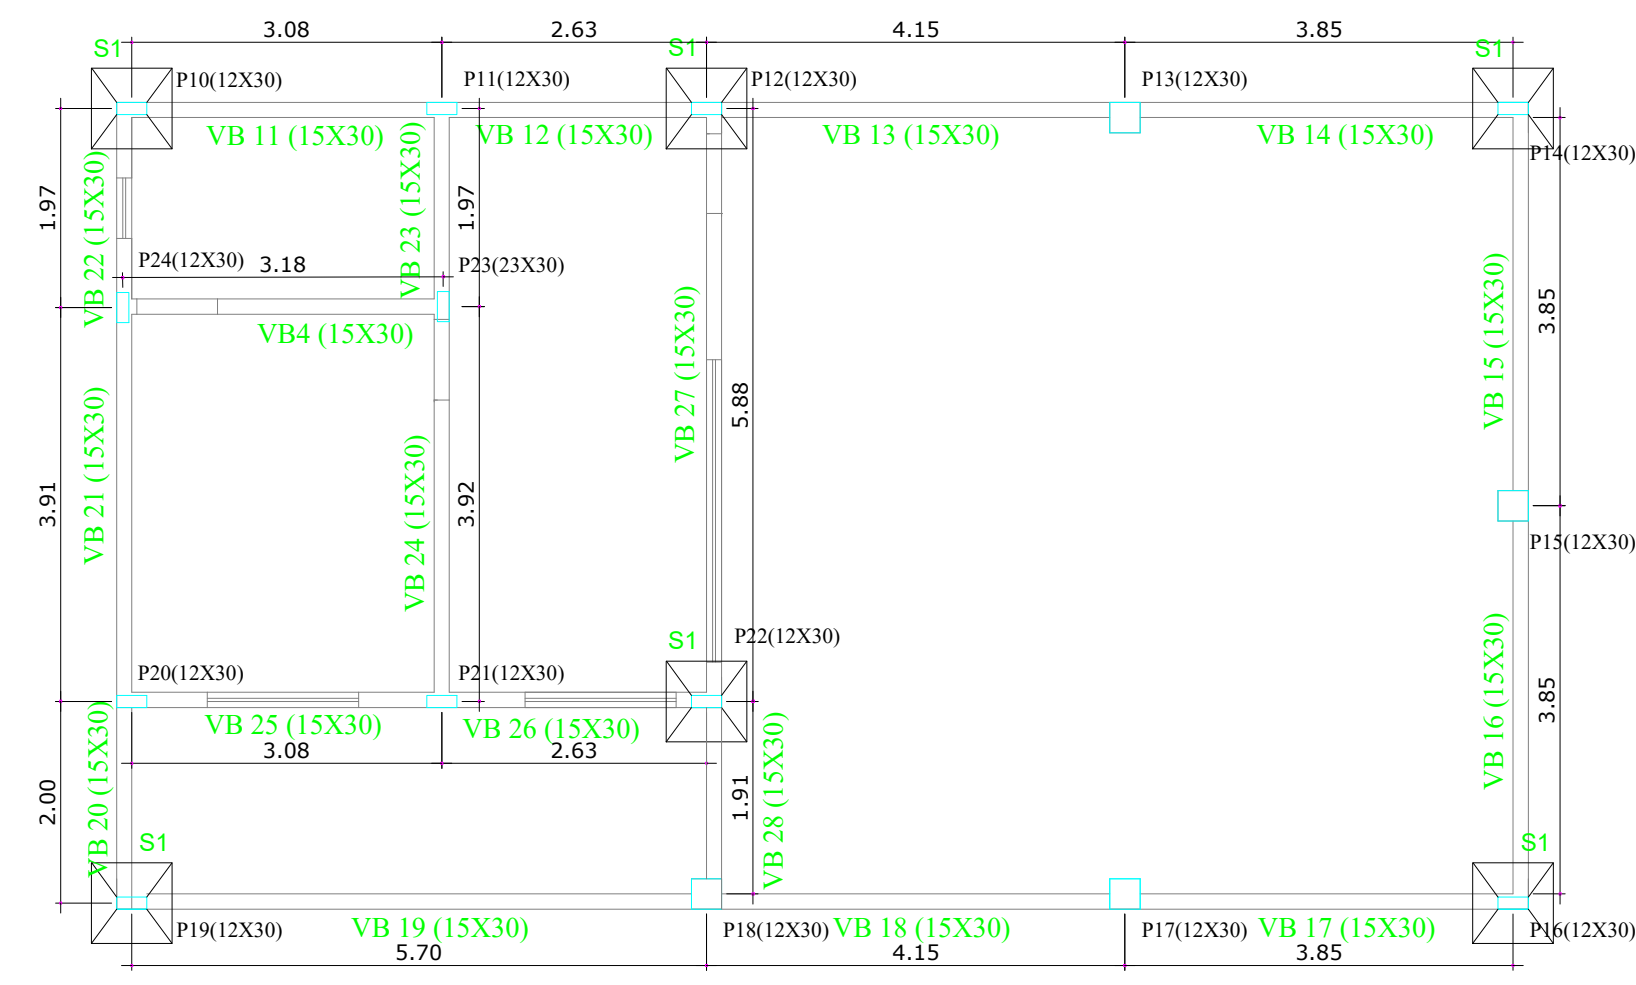 3.08
2.63
4.15
3.85
S1
S1
S1
P10(12X30)
P11(12X30)
P12(12X30)
P13(12X30)
VB 11 (15X30)
VB 12 (15X30)
VB 13 (15X30)
VB 14 (15X30)
P14(12X30)
1.97
VB 22 (15X30)
VB 23 (15X30)
1.97
P24(12X30)
3.18
P23(23X30)
VB4 (15X30)
VB 27 (15X30)
5.88
VB 15 (15X30)
3.85
3.91
VB 21 (15X30)
VB 24 (15X30)
3.92
P15(12X30)
S1
P22(12X30)
P20(12X30)
P21(12X30)
VB 25 (15X30)
VB 26 (15X30)
3.08
2.63
VB 16 (15X30)
3.85
2.00
VB 20 (15X30)
1.91
VB 28 (15X30)
S1
S1
P19(12X30)
VB 19 (15X30)
P18(12X30)
VB 18 (15X30)
P17(12X30)
VB 17 (15X30)
P16(12X30)
5.70
4.15
3.85